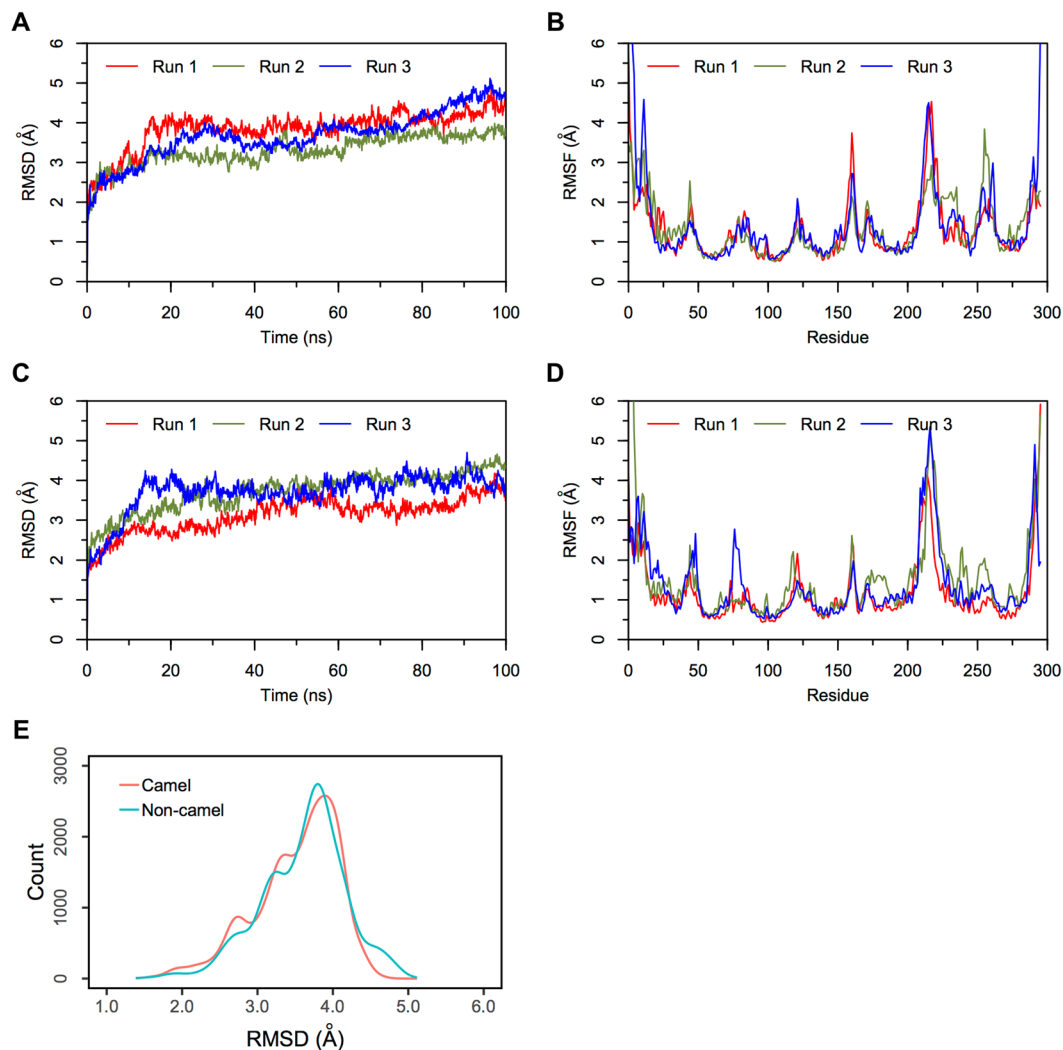 A
RMSD (Å)
6
5
4
3
2
1
0
Run 1 Run 2 Run 3
0 20 40 60 80 100
Time (ns)
B
RMSF (Å)
6
5
4
3
2
1
0
Run 1 Run 2 Run 3
0 50 100 150 200 250 300
Residue
C
RMSD (Å)
6
5
4
3
2
1
0
Run 1 Run 2 Run 3
0 20 40 60 80 100
Time (ns)
D
RMSF (Å)
6
5
4
3
2
1
0
Run 1 Run 2 Run 3
0 50 100 150 200 250 300
Residue
E
Count
3000
2000
1000
0
Camel
Non-camel
1.0 2.0 3.0 4.0 5.0 6.0
RMSD (Å)